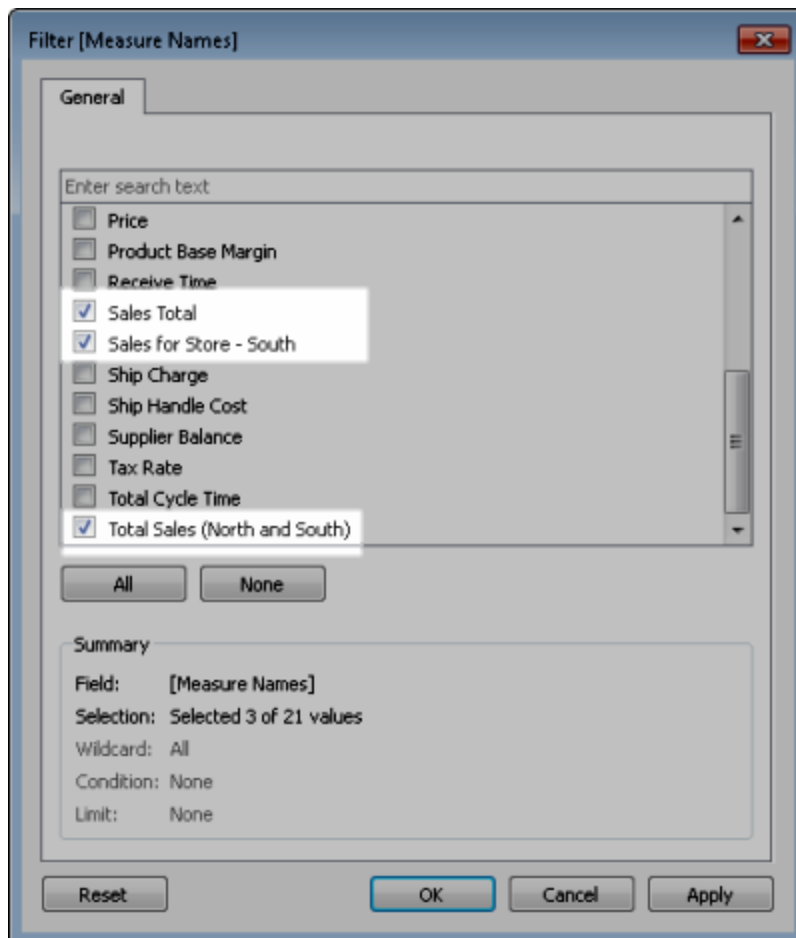 Filter [Measure Names]
General
Enter search text
Price
Product Base Margin
Receive Time
Sales Total
Sales for Store - South
Ship Charge
Ship Handle Cost
Supplier Balance
Tax Rate
Total Cycle Time
Total Sales (North and South)
All None
Summary
Field: [Measure Names]
Selection: Selected 3 of 21 values
Wildcard: All
Condition: None
Limit: None
Reset OK Cancel Apply